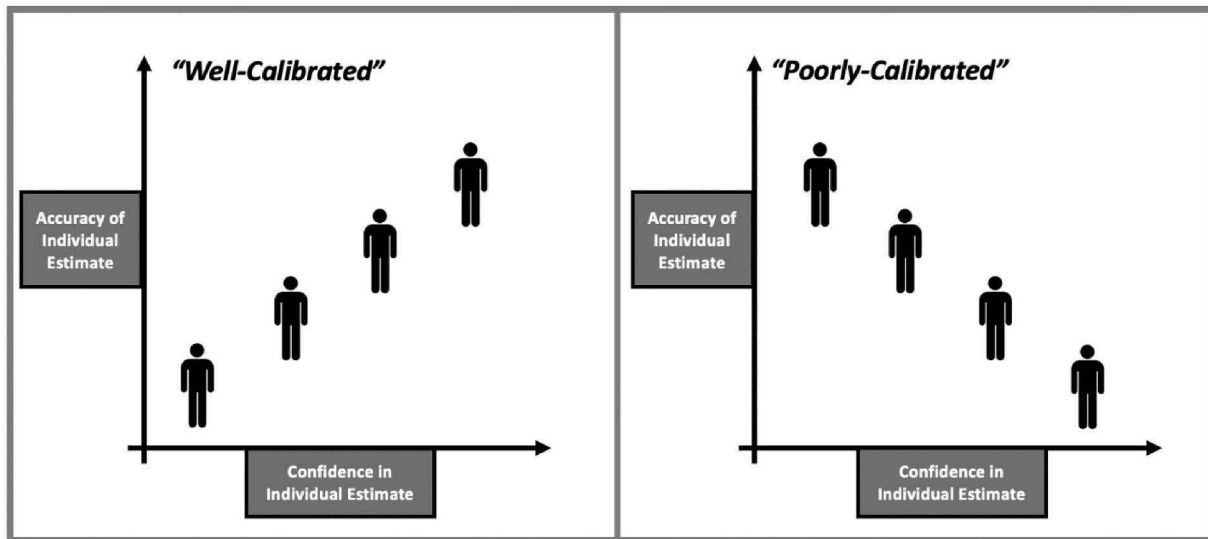 “Well-Calibrated”
Accuracy of
Individual
Estimate
Confidence in
Individual Estimate
“Poorly-Calibrated”
Accuracy of
Individual
Estimate
Confidence in
Individual Estimate